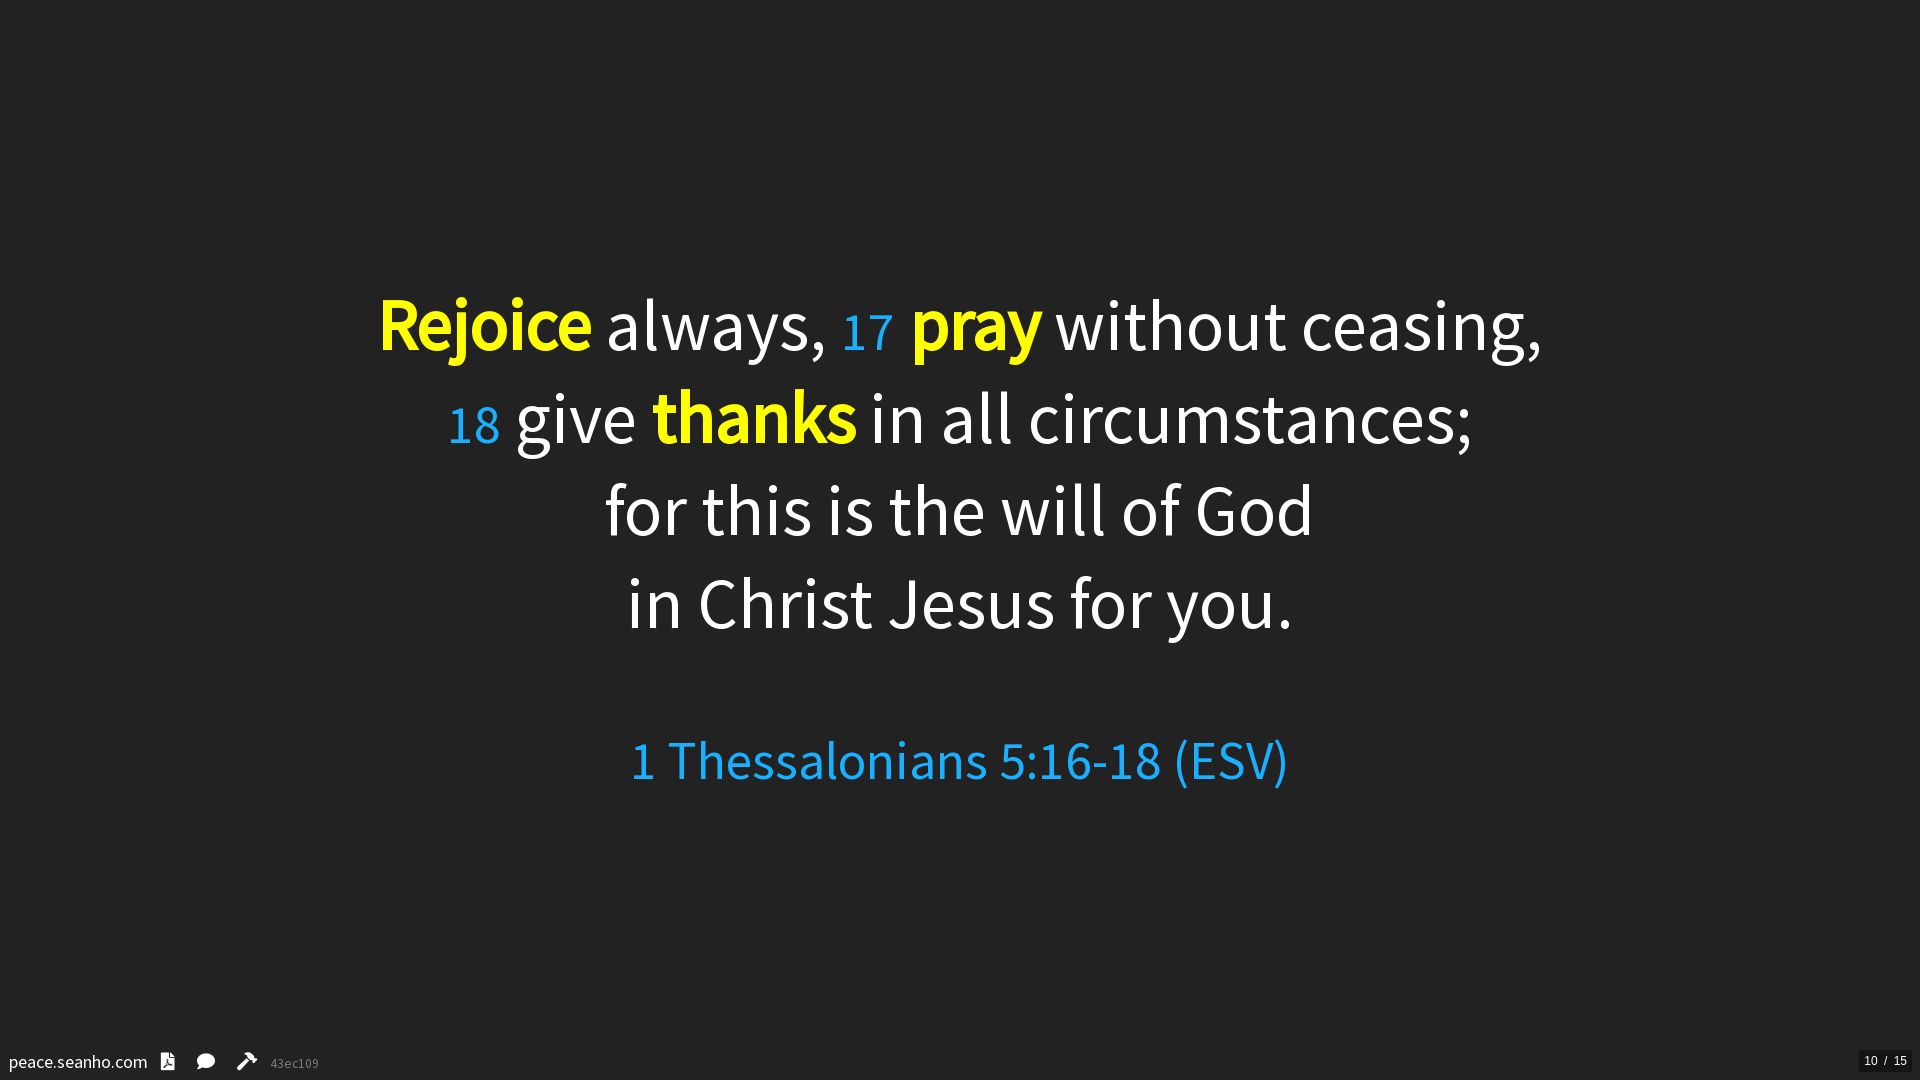 Rejoice always, 17 pray without ceasing,
18 give thanks in all circumstances;
for this is the will of God
in Christ Jesus for you.
1 Thessalonians 5:16-18 (ESV)
peace.seanho.com 43ec109
10 / 15